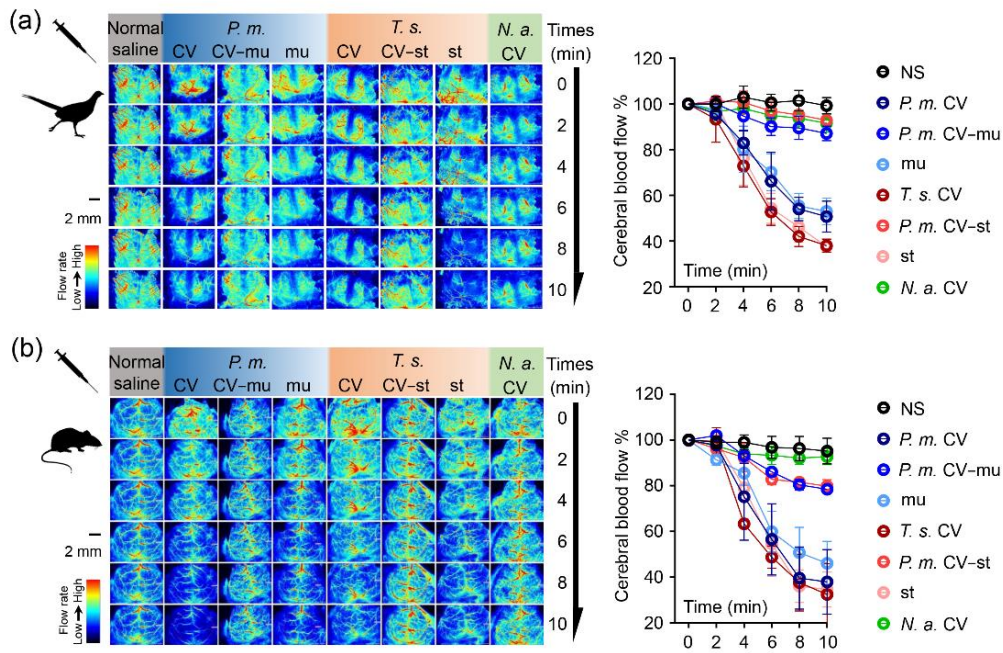 (a)
Normal saline
P. m.
T. s.
N. a.
Times (min)
CV CV–mu mu CV CV–st st CV
0
2
4
6
8
10
2 mm
Flow rate
Low → High
Cerebral blood flow %
120
100
80
60
40
20
Time (min)
0 2 4 6 8 10
NS
P. m. CV
P. m. CV–mu
mu
T. s. CV
P. m. CV–st
st
N. a. CV
(b)
Normal saline
P. m.
T. s.
N. a.
Times (min)
CV CV–mu mu CV CV–st st CV
0
2
4
6
8
10
2 mm
Flow rate
Low → High
Cerebral blood flow %
120
100
80
60
40
20
Time (min)
0 2 4 6 8 10
NS
P. m. CV
P. m. CV–mu
mu
T. s. CV
P. m. CV–st
st
N. a. CV